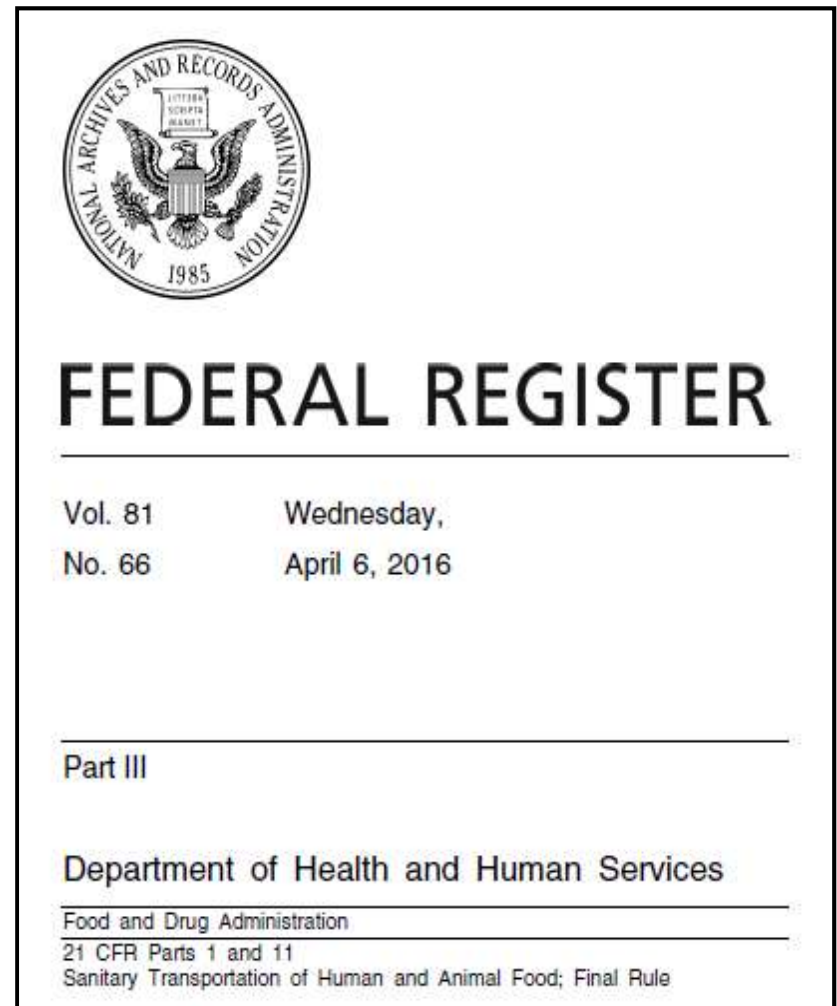 NATIONAL ARCHIVES AND RECORDS ADMINISTRATION
LITTERA
SCRIPTA
MANET
1985
FEDERAL REGISTER
Vol. 81 Wednesday,
No. 66 April 6, 2016
Part III
Department of Health and Human Services
Food and Drug Administration
21 CFR Parts 1 and 11
Sanitary Transportation of Human and Animal Food; Final Rule